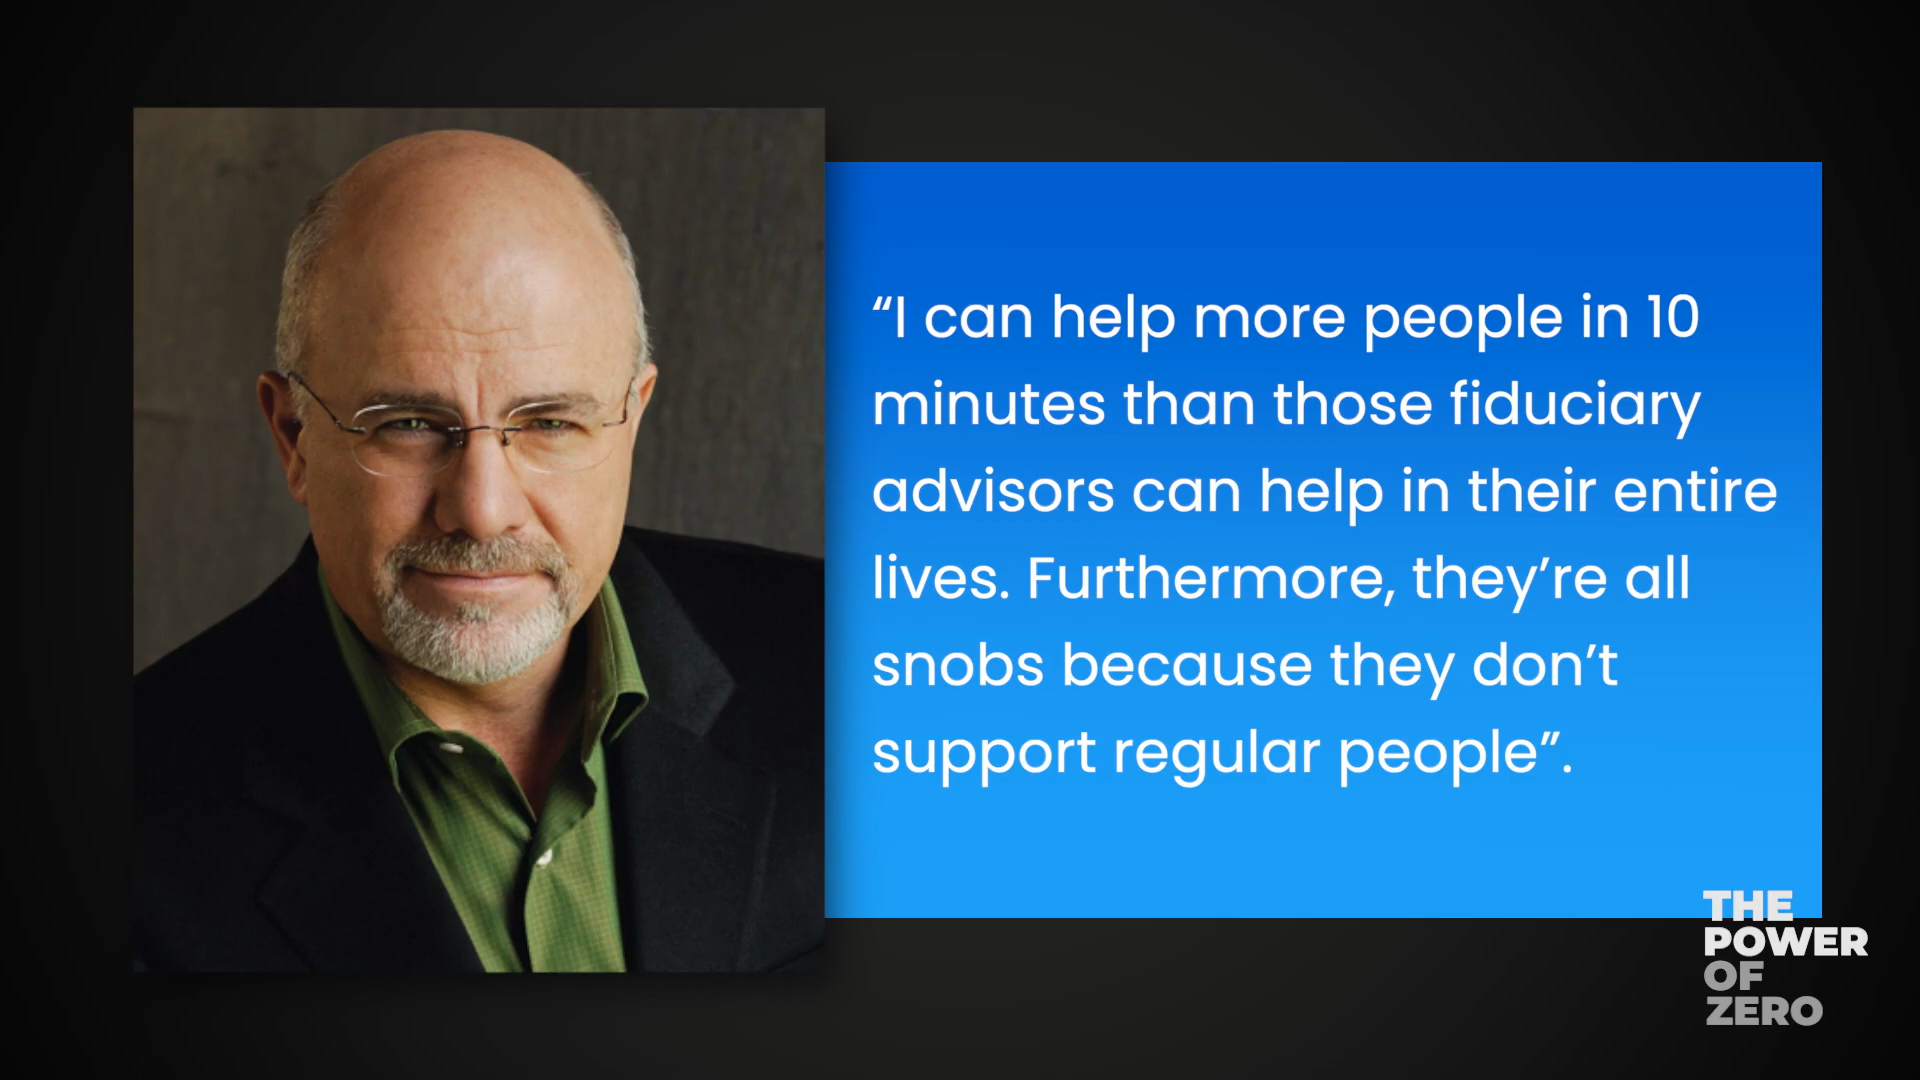 “I can help more people in 10
minutes than those fiduciary
advisors can help in their entire
lives. Furthermore, they’re all
snobs because they don’t
support regular people”.
THE
POWER
OF
ZERO